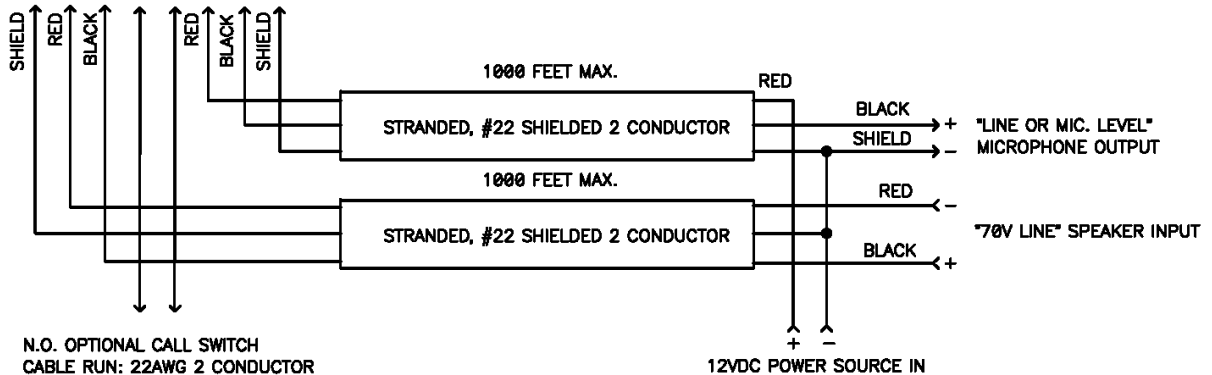 SHIELD
RED
BLACK
RED
BLACK
SHIELD
1000 FEET MAX.
RED
STRANDED, #22 SHIELDED 2 CONDUCTOR
BLACK
+
"LINE OR MIC. LEVEL"
SHIELD
-
MICROPHONE OUTPUT
1000 FEET MAX.
RED
-
STRANDED, #22 SHIELDED 2 CONDUCTOR
"70V LINE" SPEAKER INPUT
BLACK
+
N.O. OPTIONAL CALL SWITCH
CABLE RUN: 22AWG 2 CONDUCTOR
+ -
12VDC POWER SOURCE IN